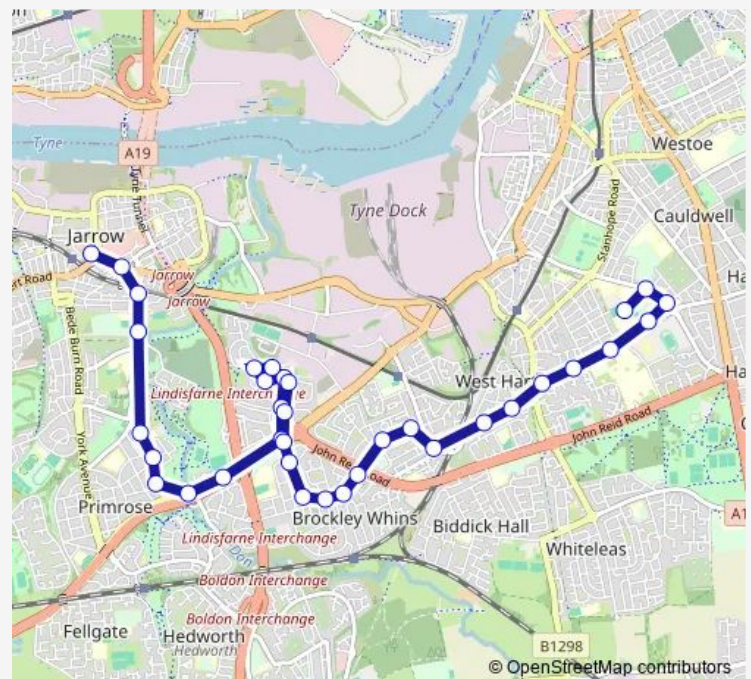 Tyne
A19
Tyne Tunnel
Westoe
Tyne Dock
Stanhope Road
Cauldwell
Jarrow
Jarrow
Jarrow
Bede Burn Road
York Avenue
Lindisfarne
West Har
John Reid Road
John Reid Road
Primrose
Brockley Whins
Biddick Hall
Lindisfarne Interchange
Don
Whiteleas
Boldon Interchange
Boldon Interchange
Fellgate
Hedworth
Hedworth
B1298
© OpenStreetMap contributors